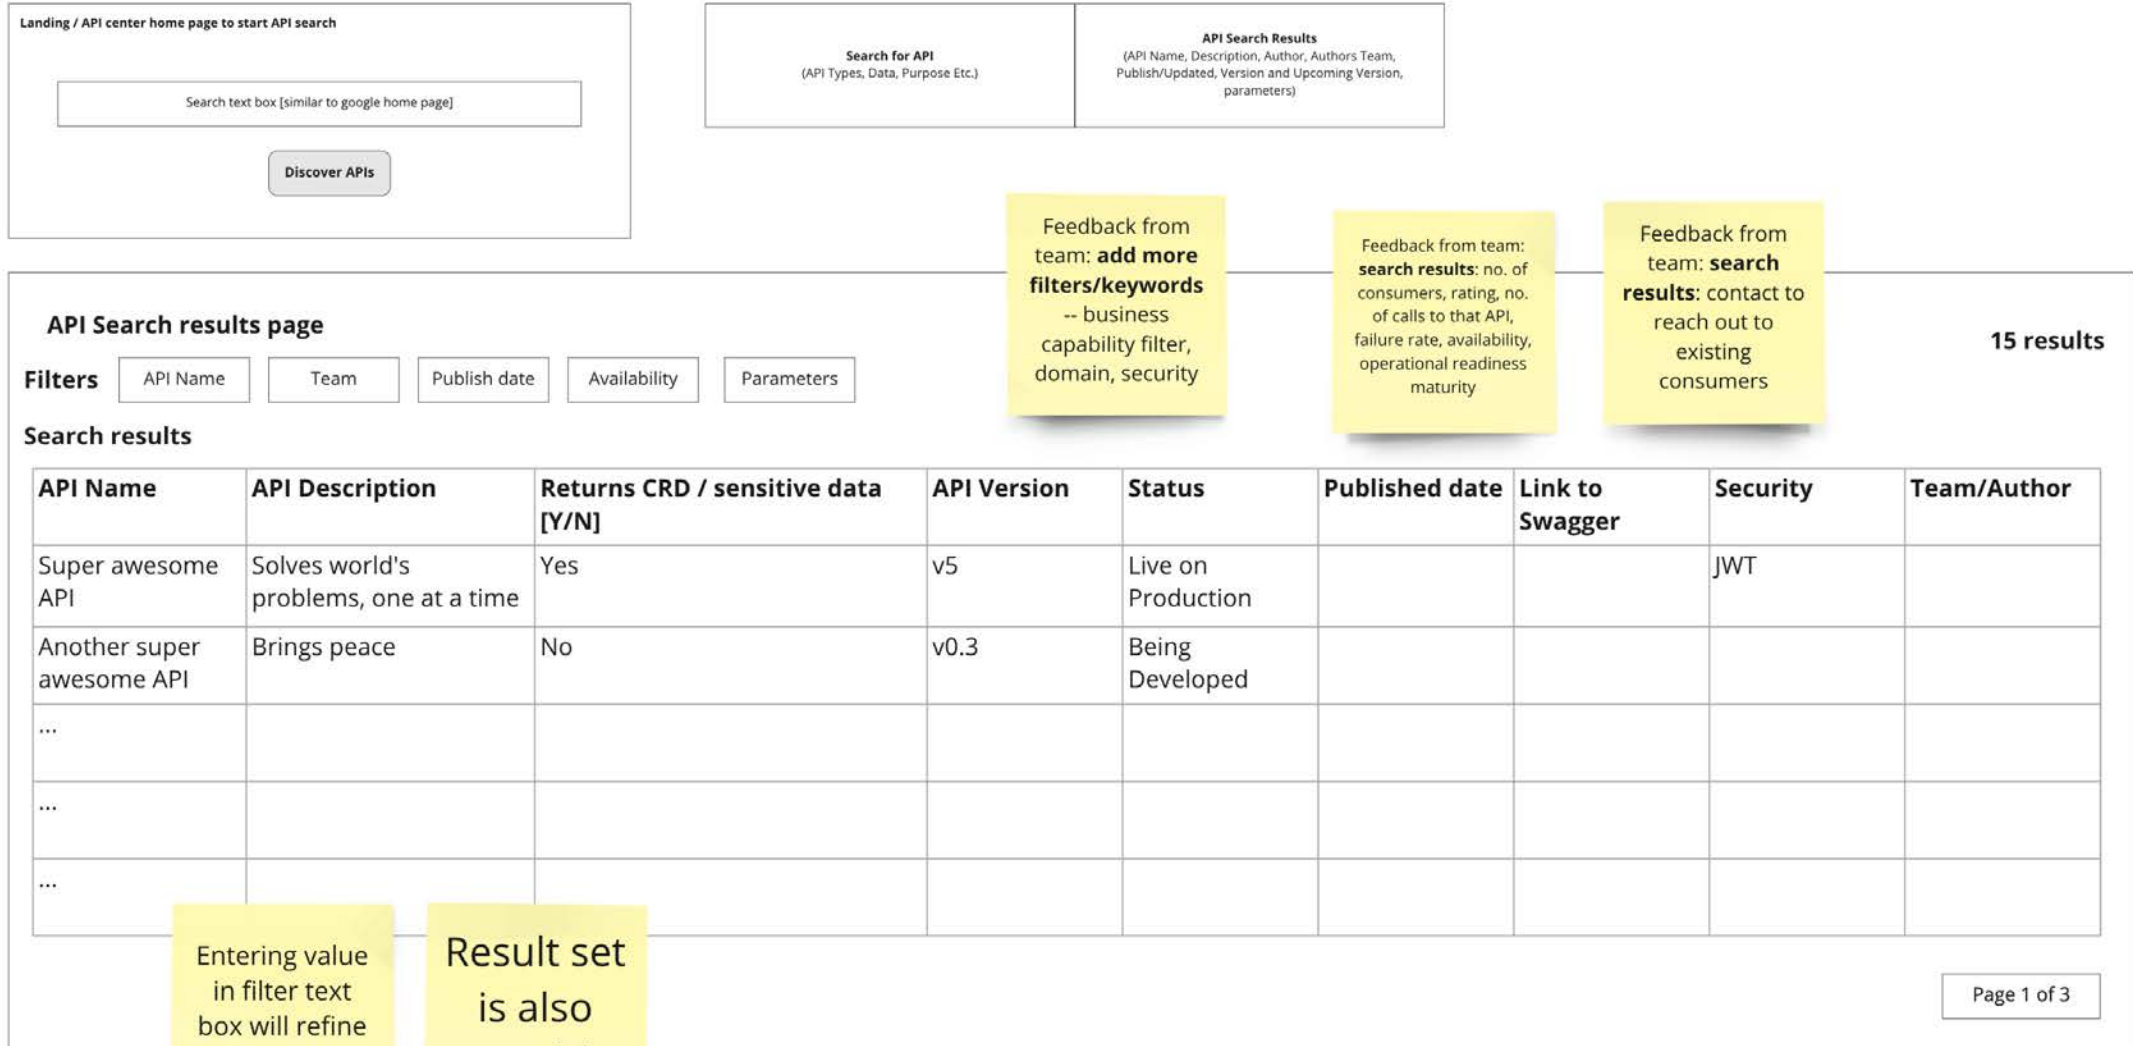 Landing / API center home page to start API search
Search text box [similar to google home page]
Discover APIs
Search for API
(API Types, Data, Purpose Etc.)
API Search Results
(API Name, Description, Author, Authors Team,
Publish/Updated, Version and Upcoming Version,
parameters)
Feedback from
team: add more
filters/keywords
-- business
capability filter,
domain, security
Feedback from team:
search results: no. of
consumers, rating, no.
of calls to that API,
failure rate, availability,
operational readiness
maturity
Feedback from
team: search
results: contact to
reach out to
existing
consumers
API Search results page
15 results
Filters
API Name
Team
Publish date
Availability
Parameters
Search results
API Name
API Description
Returns CRD / sensitive data
[Y/N]
API Version
Status
Published date
Link to
Swagger
Security
Team/Author
Super awesome
API
Solves world's
problems, one at a time
Yes
v5
Live on
Production
JWT
Another super
awesome API
Brings peace
No
v0.3
Being
Developed
...
...
...
Entering value
in filter text
box will refine
Result set
is also
Page 1 of 3